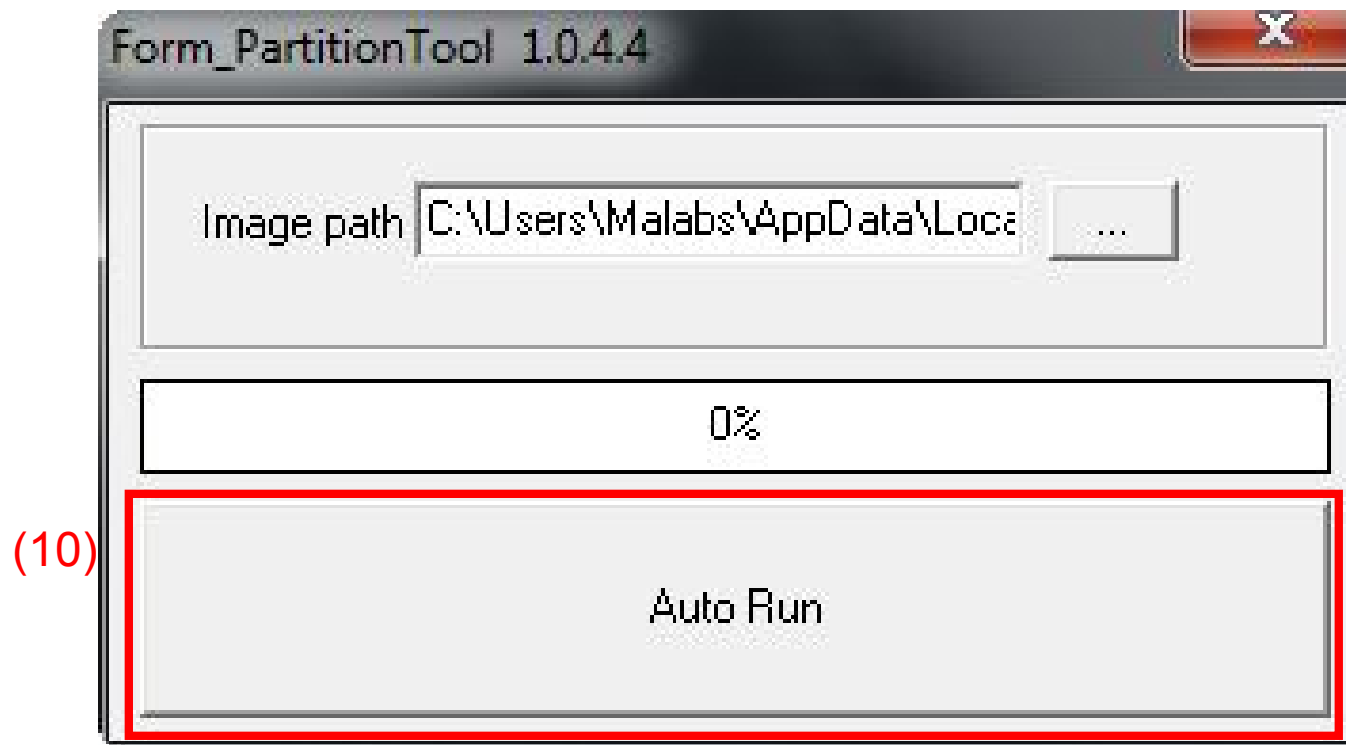 Form_PartitionTool 1.0.4.4
Image path C:\Users\Malabs\AppData\Loca ...
0%
(10)
Auto Run